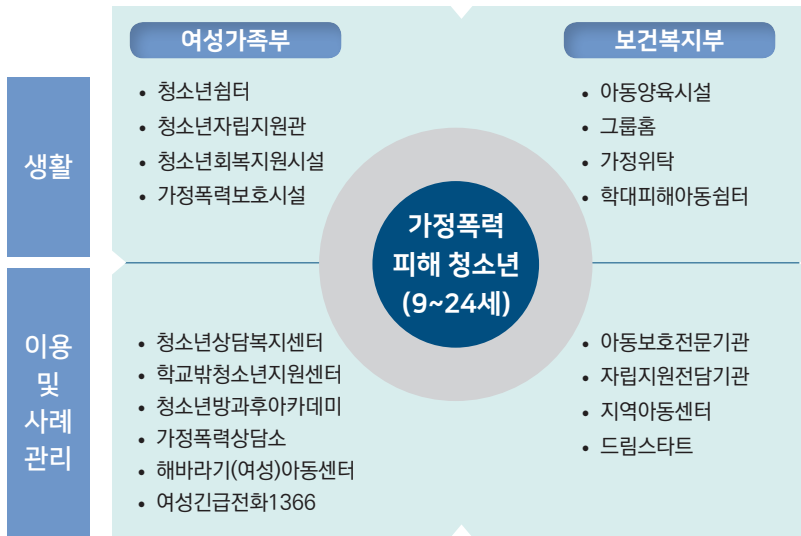 여성가족부
보건복지부
생활
• 청소년쉼터
• 청소년자립지원관
• 청소년회복지원시설
• 가정폭력보호시설
• 아동양육시설
• 그룹홈
• 가정위탁
• 학대피해아동쉼터
가정폭력
피해 청소년
(9~24세)
이용
및
사례
관리
• 청소년상담복지센터
• 학교밖청소년지원센터
• 청소년방과후아카데미
• 가정폭력상담소
• 해바라기(여성)아동센터
• 여성긴급전화1366
• 아동보호전문기관
• 자립지원전담기관
• 지역아동센터
• 드림스타트